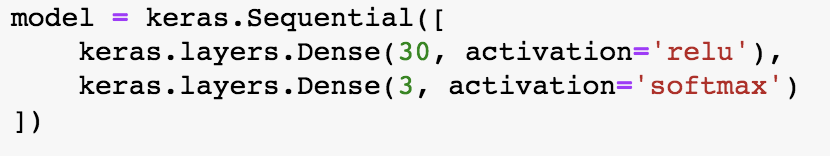 model = keras.Sequential([
    keras.layers.Dense(30, activation='relu'),
    keras.layers.Dense(3, activation='softmax')
])